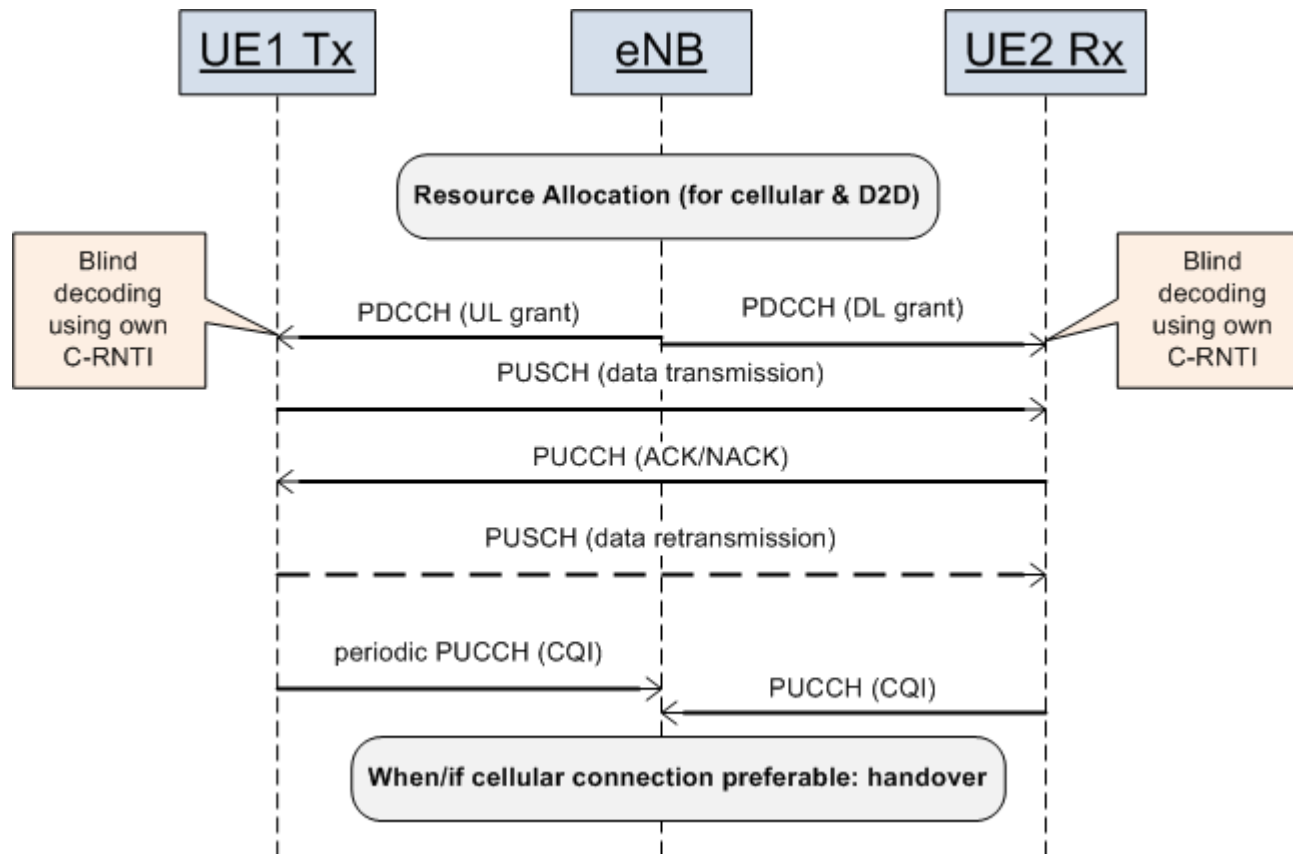 UE1 Tx
eNB
UE2 Rx
Resource Allocation (for cellular & D2D)
Blind
decoding
using own
C-RNTI
PDCCH (UL grant)
PDCCH (DL grant)
Blind
decoding
using own
C-RNTI
PUSCH (data transmission)
PUCCH (ACK/NACK)
PUSCH (data retransmission)
periodic PUCCH (CQI)
PUCCH (CQI)
When/if cellular connection preferable: handover